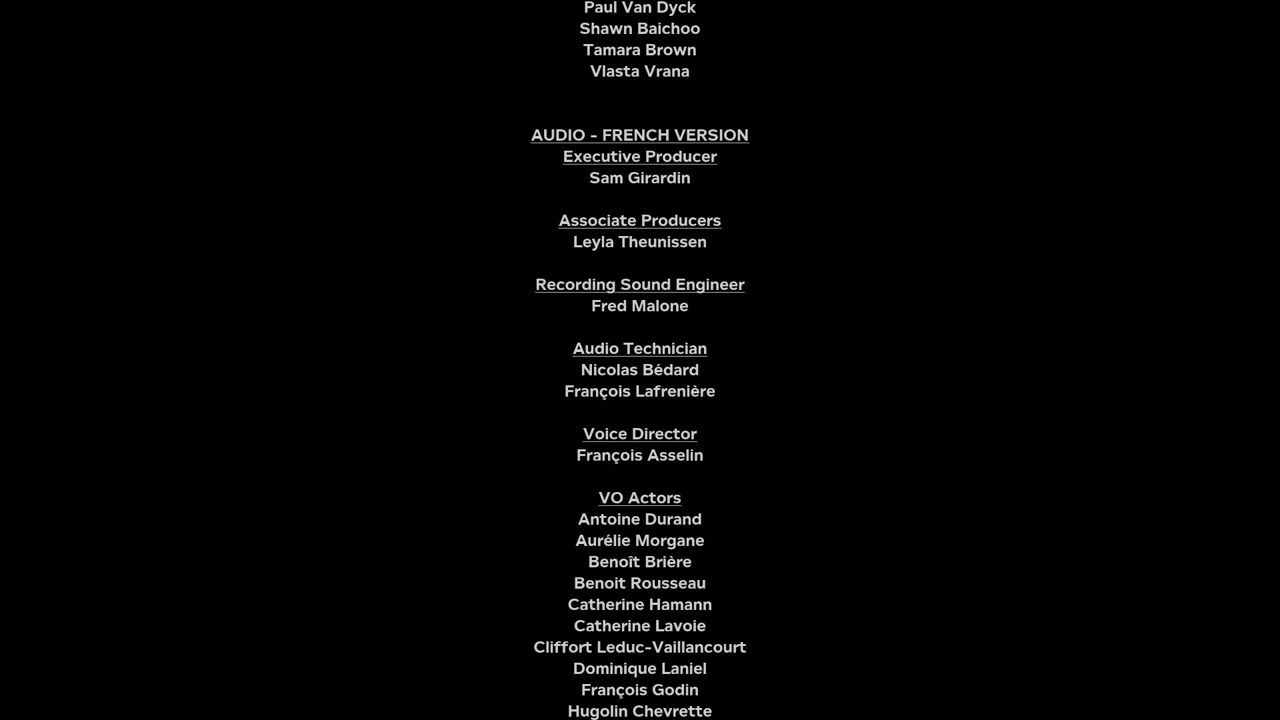 Paul Van Dyck
Shawn Baichoo
Tamara Brown
Vlasta Vrana
AUDIO - FRENCH VERSION
Executive Producer
Sam Girardin
Associate Producers
Leyla Theunissen
Recording Sound Engineer
Fred Malone
Audio Technician
Nicolas Bédard
François Lafrenière
Voice Director
François Asselin
VO Actors
Antoine Durand
Aurélie Morgane
Benoît Brière
Benoit Rousseau
Catherine Hamann
Catherine Lavoie
Cliffort Leduc-Vaillancourt
Dominique Laniel
François Godin
Hugolin Chevrette